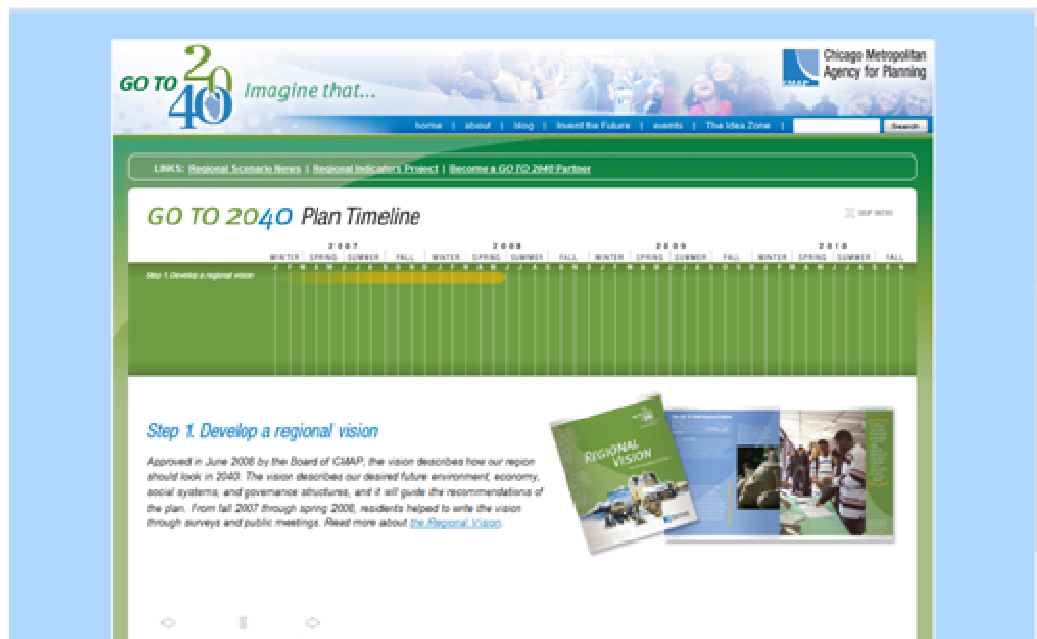 GO TO 2040 Imagine that...
Chicago Metropolitan
Agency for Planning
CMAP
home | about | blog | Invent the Future | events | The Idea Zone | Search
LINKS: Regional Scenario News | Regional Indicators Project | Become a GO TO 2040 Partner
GO TO 2040 Plan Timeline
SKIP INTRO
2007 2008 2009 2010
WINTER SPRING SUMMER FALL WINTER SPRING SUMMER FALL WINTER SPRING SUMMER FALL WINTER SPRING SUMMER FALL
Step 1. Develop a regional vision
Step 1. Develop a regional vision
Approved in June 2008 by the Board of CMAP, the vision describes how our region
should look in 2040. The vision describes our desired future environment, economy,
social systems, and governance structures, and it will guide the recommendations of
the plan. From fall 2007 through spring 2008, residents helped to write the vision
through surveys and public meetings. Read more about the Regional Vision.
REGIONAL
VISION